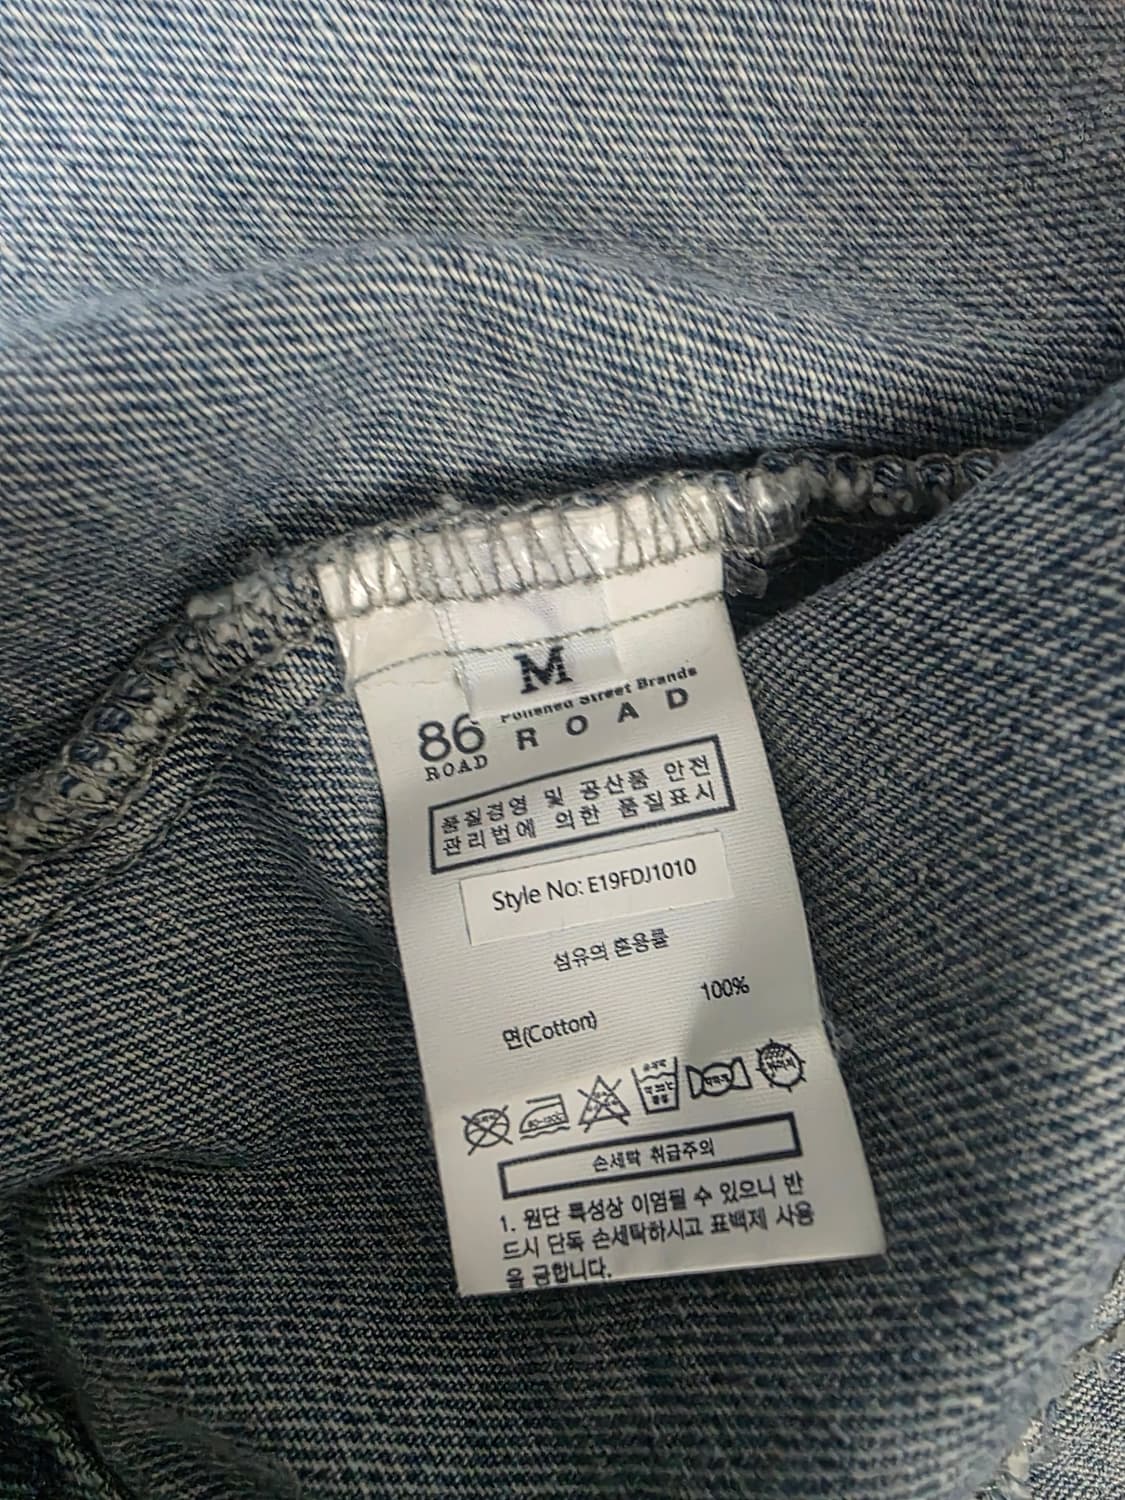 M
Polished Street Brands
86 R O A D
ROAD
품질경영 및 공산품 안전
관리법에 의한 품질표시
Style No: E19FDJ1010
섬유의 혼용률
100%
면(Cotton)
손세탁 취급주의
1. 원단 특성상 이염될 수 있으니 반
드시 단독 손세탁하시고 표백제 사용
을 금합니다.